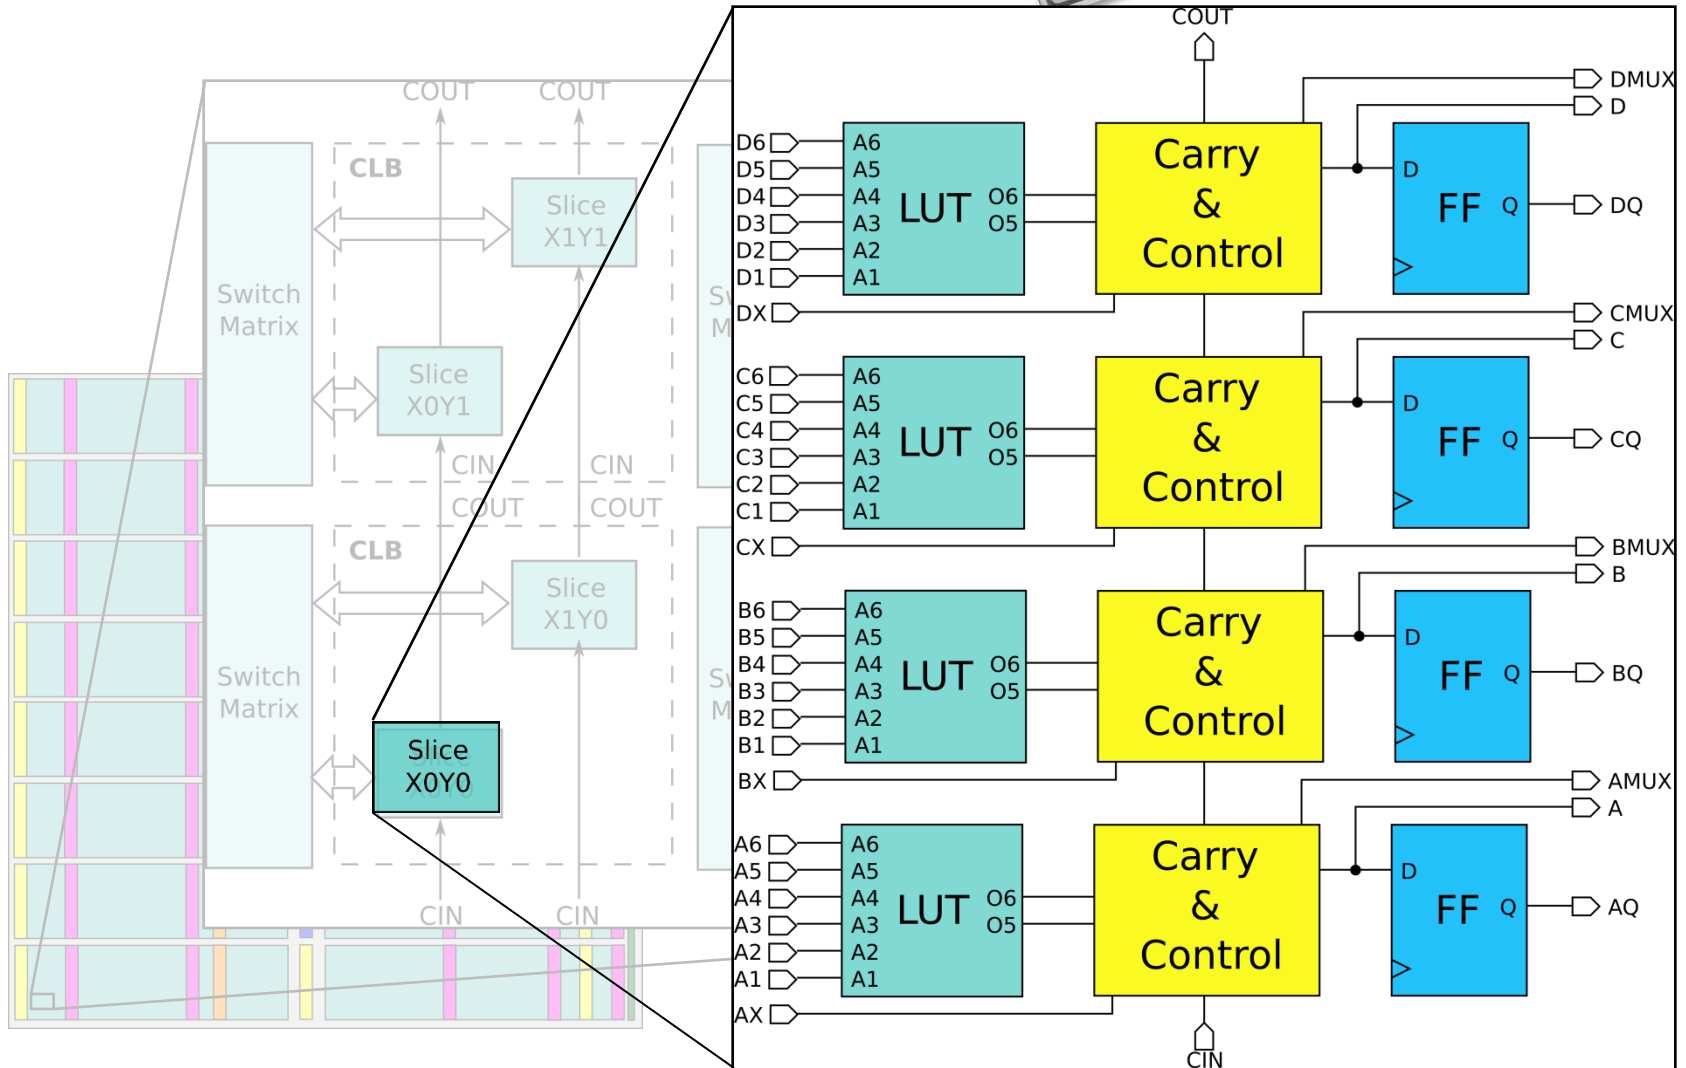 COUT
COUT
CLB
Slice
X1Y1
Switch
Matrix
Slice
X0Y1
CIN
CIN
COUT
COUT
CLB
Slice
X1Y0
Switch
Matrix
Slice
X0Y0
CIN
CIN
COUT
DMUX
D
D6
D5
D4
D3
D2
D1
A6
A5
A4
A3
A2
A1
LUT
O6
O5
Carry
&
Control
D
FF
Q
DQ
DX
CMUX
C
C6
C5
C4
C3
C2
C1
A6
A5
A4
A3
A2
A1
LUT
O6
O5
Carry
&
Control
D
FF
Q
CQ
CX
BMUX
B
B6
B5
B4
B3
B2
B1
A6
A5
A4
A3
A2
A1
LUT
O6
O5
Carry
&
Control
D
FF
Q
BQ
BX
AMUX
A
A6
A5
A4
A3
A2
A1
A6
A5
A4
A3
A2
A1
LUT
O6
O5
Carry
&
Control
D
FF
Q
AQ
AX
CIN